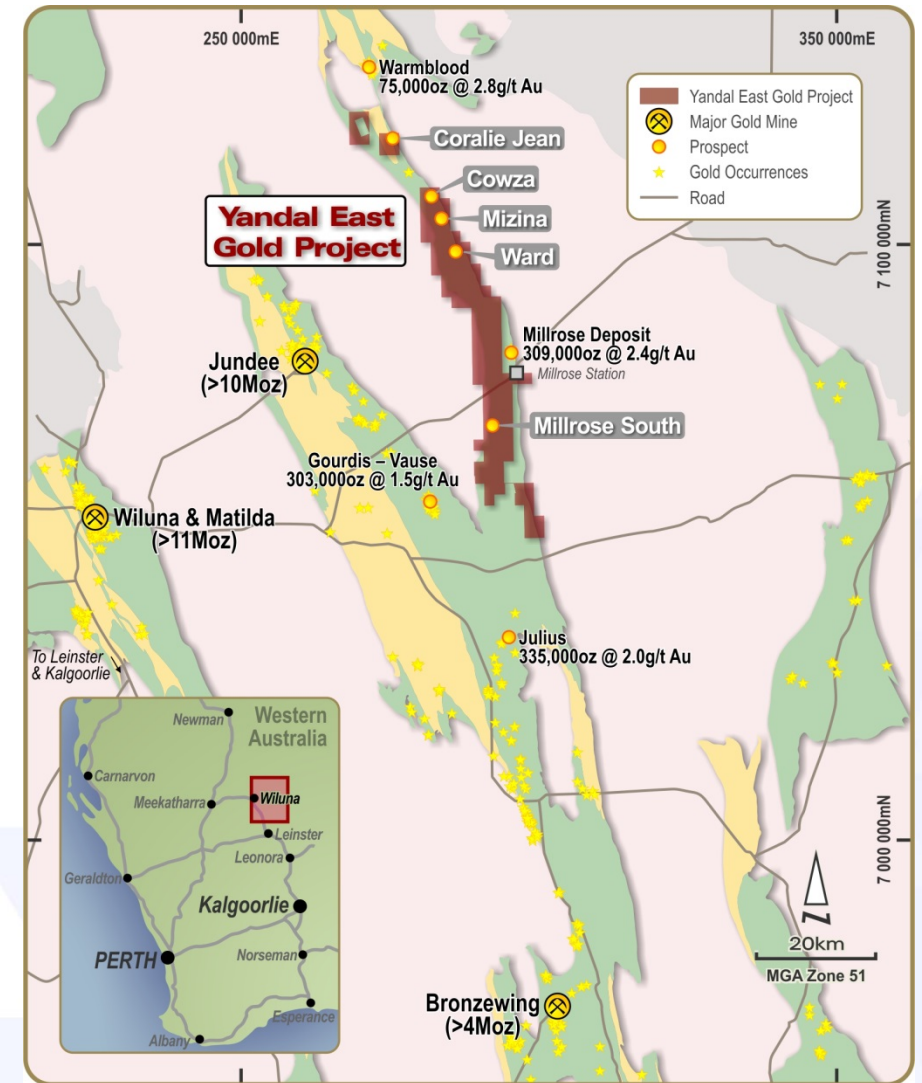 250 000mE
350 000mE
Warmblood
75,000oz @ 2.8g/t Au
Yandal East Gold Project
Major Gold Mine
Prospect
Gold Occurrences
Road
Coralie Jean
Cowza
Mizina
Ward
Yandal East
Gold Project
7 100 000mN
Millrose Deposit
309,000oz @ 2.4g/t Au
Millrose Station
Jundee
(>10Moz)
Millrose South
Gourdis – Vause
303,000oz @ 1.5g/t Au
Wiluna & Matilda
(>11Moz)
Julius
335,000oz @ 2.0g/t Au
To Leinster
& Kalgoorlie
Newman
Western
Australia
Carnarvon
Meekatharra
Wiluna
Leinster
Leonora
Geraldton
Kalgoorlie
PERTH
Norseman
Esperance
Albany
7 000 000mN
N
20km
MGA Zone 51
Bronzewing
(>4Moz)